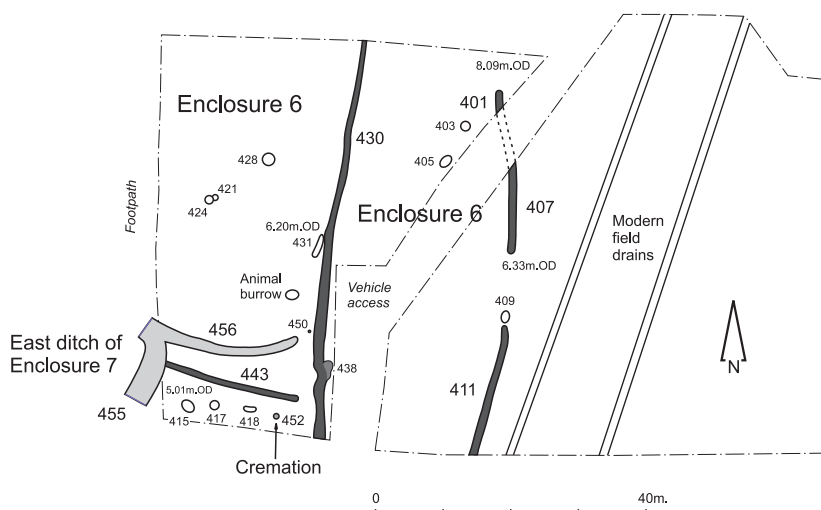 8.09m.OD
Enclosure 6
401
403
430
428
405
421
424
Footpath
Enclosure 6
407
6.20m.OD
431
Modern
field
drains
6.33m.OD
Animal
burrow
Vehicle
access
409
456
450
East ditch of
Enclosure 7
N
443
438
5.01m.OD
411
455
415
417
418
452
Cremation
0
40m.